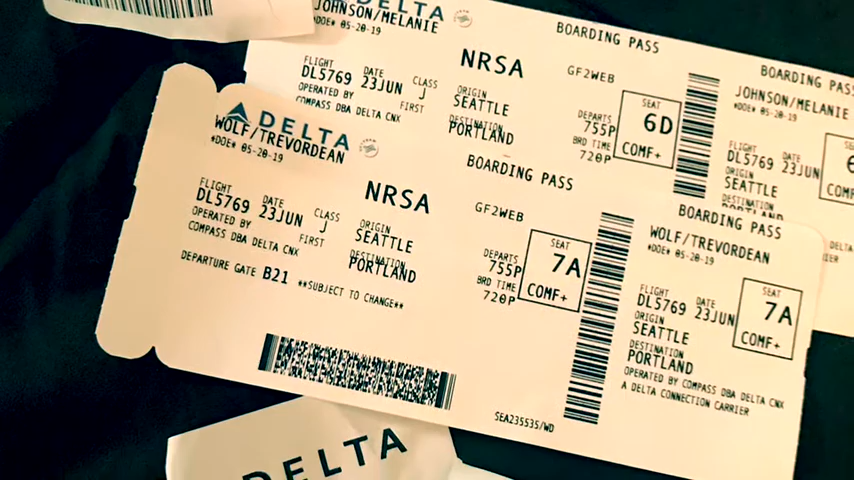 DELTA
JOHNSON/MELANIE
*DOE* 05-20-19
NRSA
BOARDING PASS
GF2WEB
FLIGHT DATE CLASS
DL5769 23JUN J
OPERATED BY FIRST
COMPASS DBA DELTA CNX
ORIGIN
SEATTLE
DESTINATION
PORTLAND
DEPARTS
755P
BRD TIME
720P
SEAT
6D
COMF+
BOARDING PASS
JOHNSON/MELANIE
*DOE* 05-20-19
FLIGHT DATE
DL5769 23JUN
ORIGIN
SEATTLE
DESTINATION
PORTLAND
DELTA
WOLF/TREVORDEAN
*DOE* 05-20-19
NRSA
BOARDING PASS
GF2WEB
FLIGHT DATE CLASS
DL5769 23JUN J
OPERATED BY FIRST
COMPASS DBA DELTA CNX
ORIGIN
SEATTLE
DESTINATION
PORTLAND
DEPARTURE GATE B21 **SUBJECT TO CHANGE**
DEPARTS
755P
BRD TIME
720P
SEAT
7A
COMF+
SEA235535/WD
BOARDING PASS
WOLF/TREVORDEAN
*DOE* 05-20-19
FLIGHT DATE
DL5769 23JUN
ORIGIN
SEATTLE
DESTINATION
PORTLAND
OPERATED BY COMPASS DBA DELTA CNX
A DELTA CONNECTION CARRIER
SEAT
7A
COMF+
DELTA